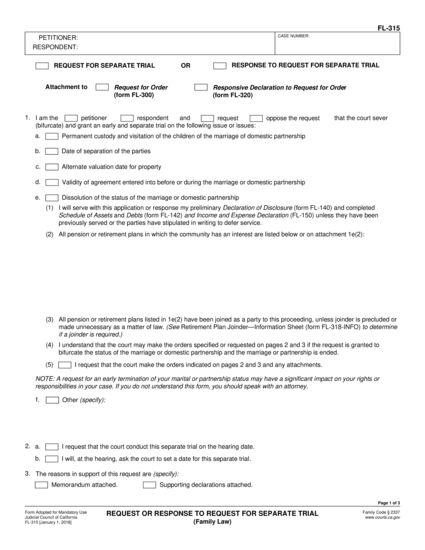 FL-315
PETITIONER:
CASE NUMBER:
RESPONDENT:
REQUEST FOR SEPARATE TRIAL OR RESPONSE TO REQUEST FOR SEPARATE TRIAL
Attachment to Request for Order Responsive Declaration to Request for Order
(form FL-300) (form FL-320)
1. I am the petitioner respondent and request oppose the request that the court sever
(bifurcate) and grant an early and separate trial on the following issue or issues:
a. Permanent custody and visitation of the children of the marriage of domestic partnership
b. Date of separation of the parties
c. Alternate valuation date for property
d. Validity of agreement entered into before or during the marriage or domestic partnership
e. Dissolution of the status of the marriage or domestic partnership
(1) I will serve with this application or response my preliminary Declaration of Disclosure (form FL-140) and completed
Schedule of Assets and Debts (form FL-142) and Income and Expense Declaration (FL-150) unless they have been
previously served or the parties have stipulated in writing to defer service.
(2) All pension or retirement plans in which the community has an interest are listed below or on attachment 1e(2):
(3) All pension or retirement plans listed in 1e(2) have been joined as a party to this proceeding, unless joinder is precluded or
made unnecessary as a matter of law. (See Retirement Plan Joinder—Information Sheet (form FL-318-INFO) to determine
if a joinder is required.)
(4) I understand that the court may make the orders specified or requested on pages 2 and 3 if the request is granted to
bifurcate the status of the marriage or domestic partnership and the marriage or partnership is ended.
(5) I request that the court make the orders indicated on pages 2 and 3 and any attachments.
NOTE: A request for an early termination of your marital or partnership status may have a significant impact on your rights or
responsibilities in your case. If you do not understand this form, you should speak with an attorney.
f. Other (specify):
2. a. I request that the court conduct this separate trial on the hearing date.
b. I will, at the hearing, ask the court to set a date for this separate trial.
3. The reasons in support of this request are (specify):
Memorandum attached. Supporting declarations attached.
Page 1 of 3
Form Adopted for Mandatory Use
Judicial Council of California
FL-315 [January 1, 2016]
REQUEST OR RESPONSE TO REQUEST FOR SEPARATE TRIAL
(Family Law)
Family Code § 2337
www.courts.ca.gov